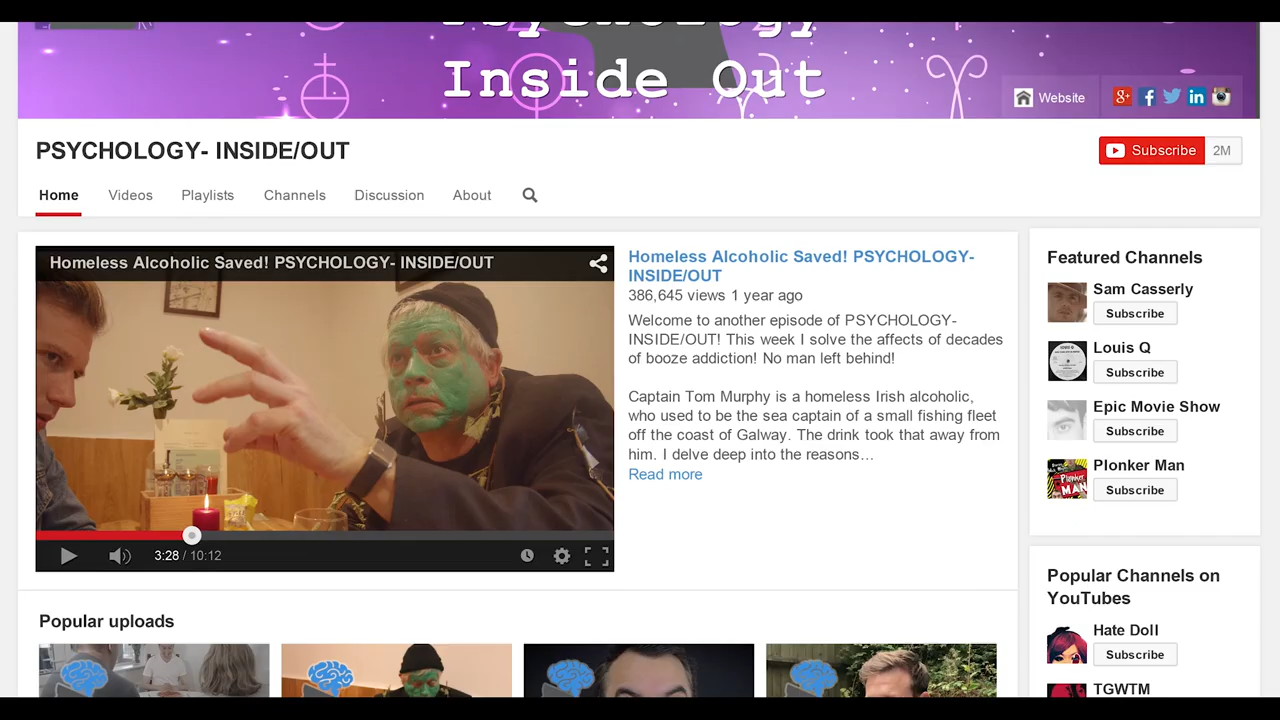 Psychology
Inside Out
Website
PSYCHOLOGY- INSIDE/OUT
Subscribe 2M
Home Videos Playlists Channels Discussion About
Homeless Alcoholic Saved! PSYCHOLOGY- INSIDE/OUT
3:28 / 10:12
Homeless Alcoholic Saved! PSYCHOLOGY-
INSIDE/OUT
386,645 views 1 year ago
Welcome to another episode of PSYCHOLOGY-
INSIDE/OUT! This week I solve the affects of decades
of booze addiction! No man left behind!
Captain Tom Murphy is a homeless Irish alcoholic,
who used to be the sea captain of a small fishing fleet
off the coast of Galway. The drink took that away from
him. I delve deep into the reasons...
Read more
Popular uploads
Featured Channels
Sam Casserly
Subscribe
Louis Q
Subscribe
Epic Movie Show
Subscribe
Plonker Man
Subscribe
Popular Channels on
YouTubes
Hate Doll
Subscribe
TGWTM